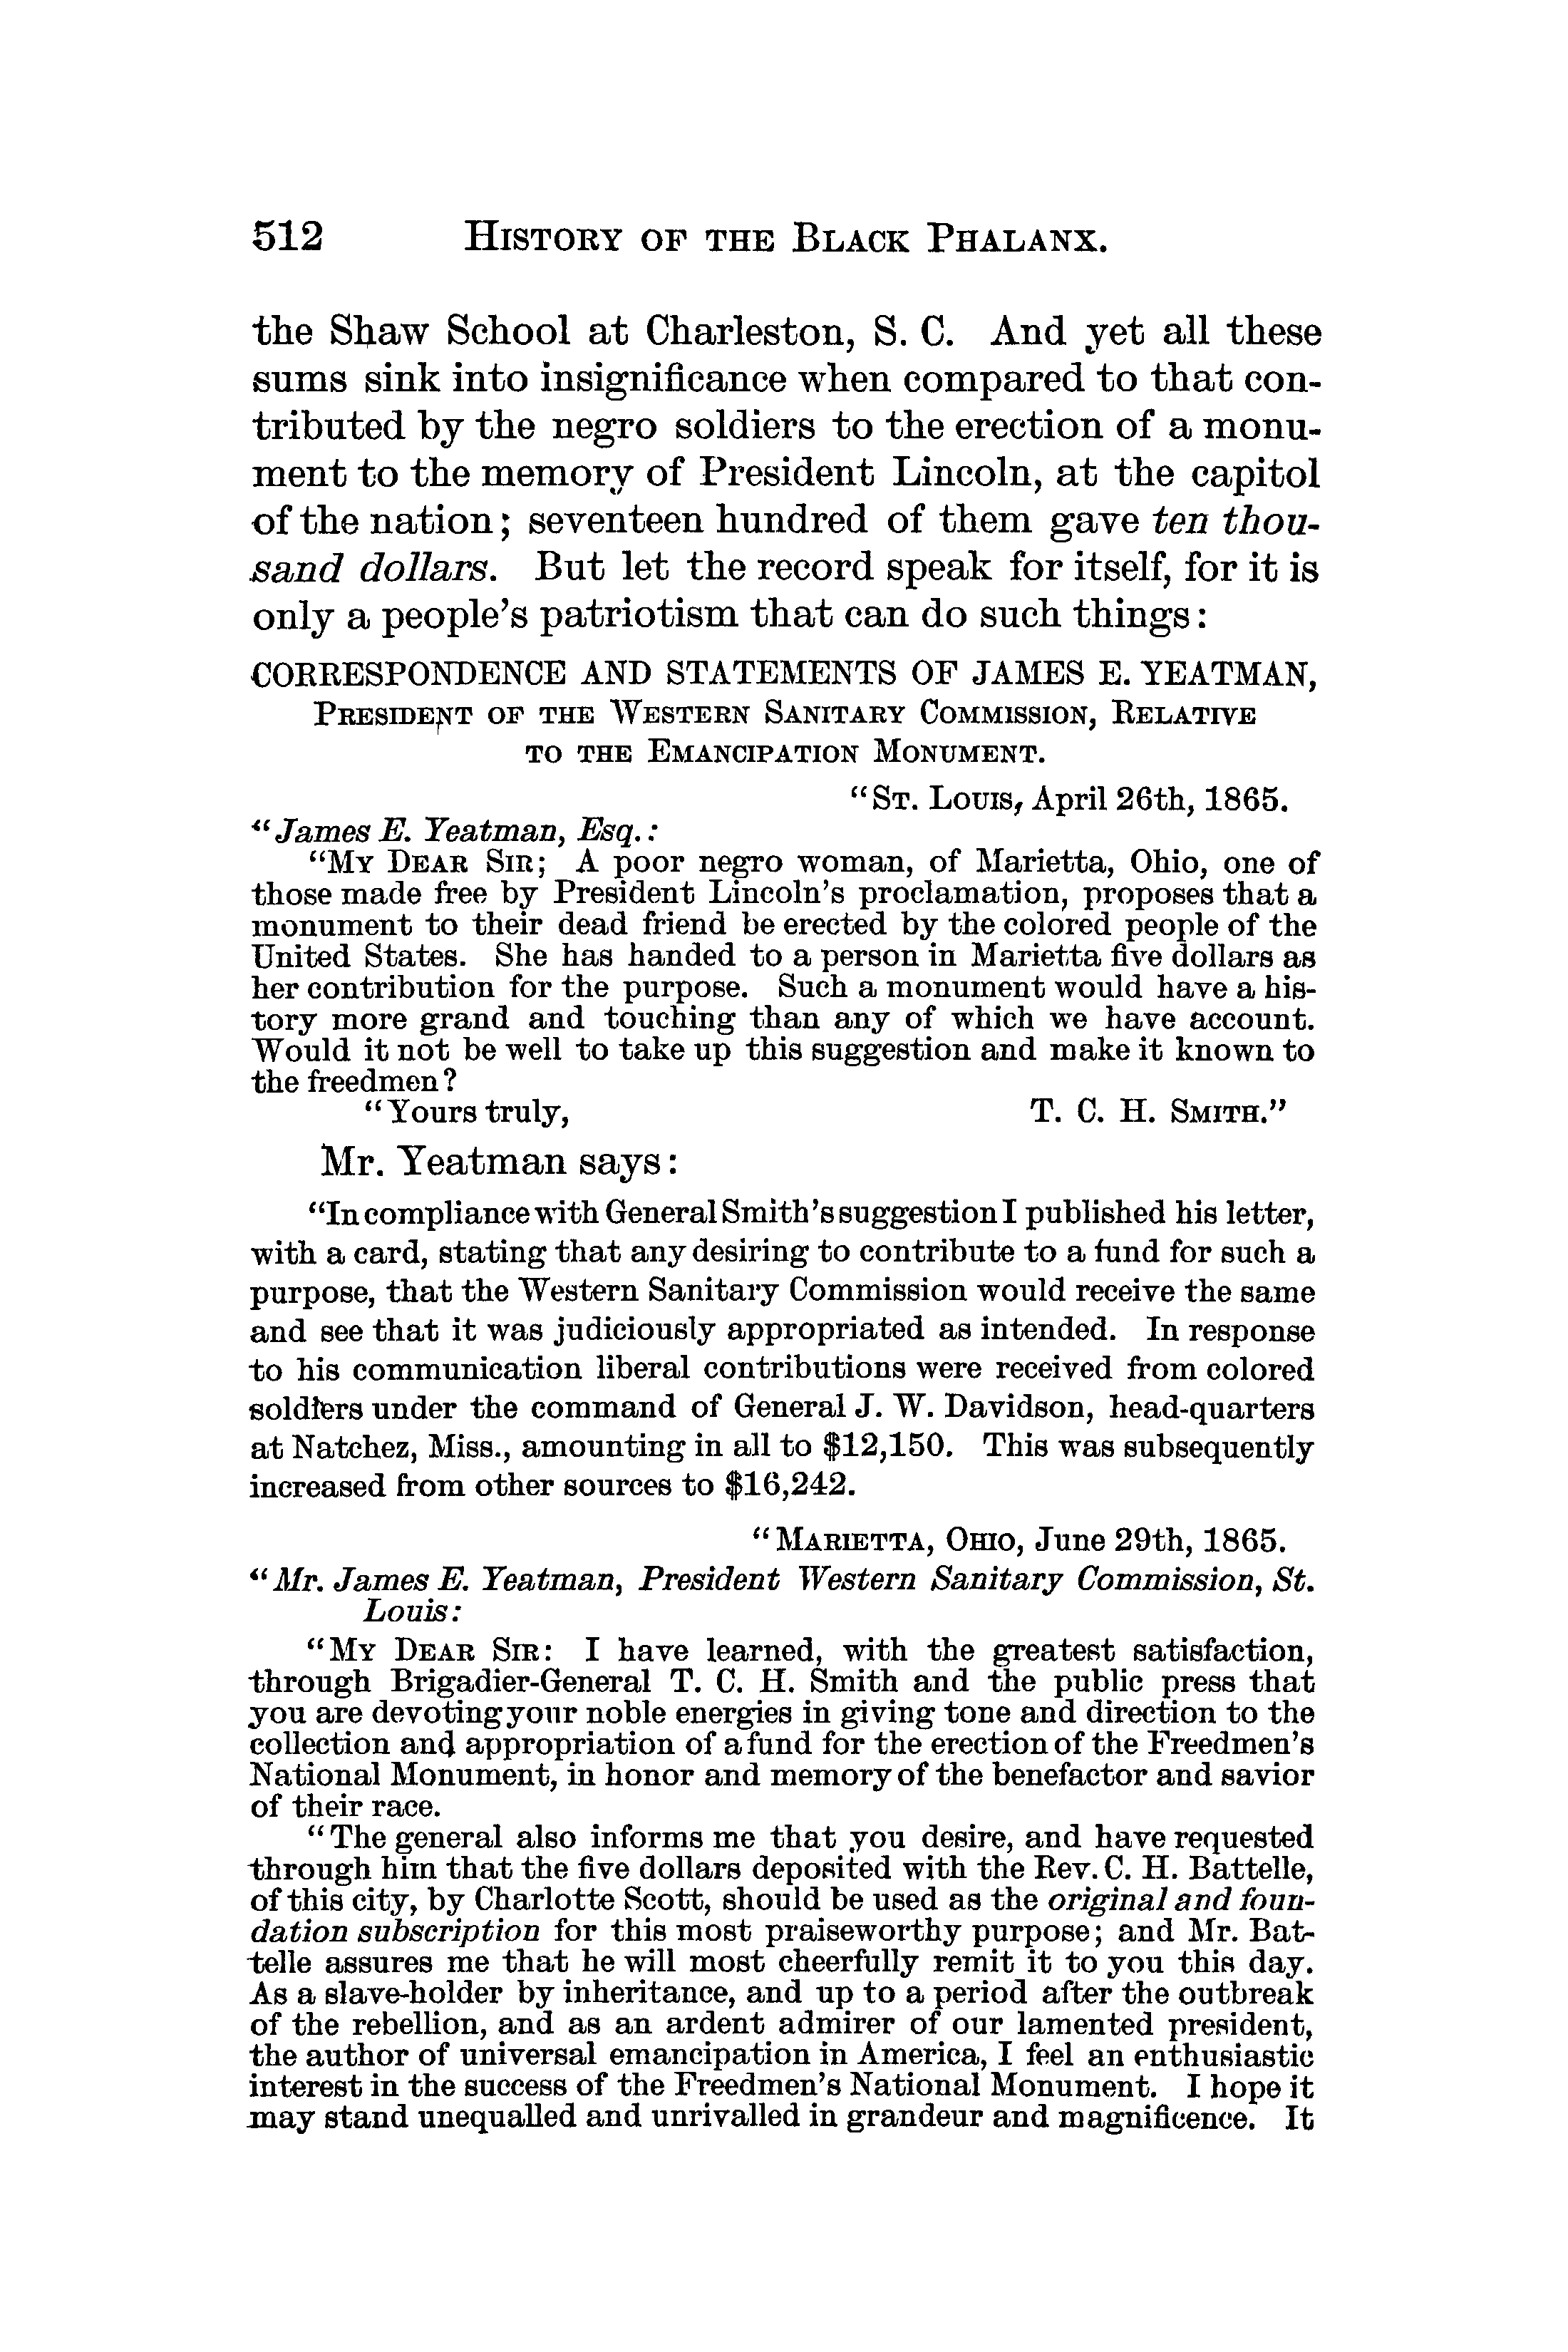 512 HISTORY OF THE BLACK PHALANX.
the Shaw School at Charleston, S. C. And yet all these
sums sink into insignificance when compared to that con-
tributed by the negro soldiers to the erection of a monu-
ment to the memory of President Lincoln, at the capitol
of the nation; seventeen hundred of them gave ten thou-
sand dollars. But let the record speak for itself, for it is
only a people's patriotism that can do such things:
CORRESPONDENCE AND STATEMENTS OF JAMES E. YEATMAN,
PRESIDENT OF THE WESTERN SANITARY COMMISSION, RELATIVE
TO THE EMANCIPATION MONUMENT.
"ST. LOUIS, April 26th, 1865.
"James E. Yeatman, Esq.:
"MY DEAR SIR; A poor negro woman, of Marietta, Ohio, one of
those made free by President Lincoln's proclamation, proposes that a
monument to their dead friend be erected by the colored people of the
United States. She has handed to a person in Marietta five dollars as
her contribution for the purpose. Such a monument would have a his-
tory more grand and touching than any of which we have account.
Would it not be well to take up this suggestion and make it known to
the freedmen?
"Yours truly, T. C. H. SMITH."
Mr. Yeatman says:
"In compliance with General Smith's suggestion I published his letter,
with a card, stating that any desiring to contribute to a fund for such a
purpose, that the Western Sanitary Commission would receive the same
and see that it was judiciously appropriated as intended. In response
to his communication liberal contributions were received from colored
soldiers under the command of General J. W. Davidson, head-quarters
at Natchez, Miss., amounting in all to $12,150. This was subsequently
increased from other sources to $16,242.
"MARIETTA, OHIO, June 29th, 1865.
"Mr. James E. Yeatman, President Western Sanitary Commission, St.
Louis:
"MY DEAR SIR: I have learned, with the greatest satisfaction,
through Brigadier-General T. C. H. Smith and the public press that
you are devoting your noble energies in giving tone and direction to the
collection and appropriation of a fund for the erection of the Freedmen's
National Monument, in honor and memory of the benefactor and savior
of their race.
"The general also informs me that you desire, and have requested
through him that the five dollars deposited with the Rev. C. H. Battelle,
of this city, by Charlotte Scott, should be used as the original and foun-
dation subscription for this most praiseworthy purpose; and Mr. Bat-
telle assures me that he will most cheerfully remit it to you this day.
As a slave-holder by inheritance, and up to a period after the outbreak
of the rebellion, and as an ardent admirer of our lamented president,
the author of universal emancipation in America, I feel an enthusiastic
interest in the success of the Freedmen's National Monument. I hope it
may stand unequalled and unrivalled in grandeur and magnificence. It